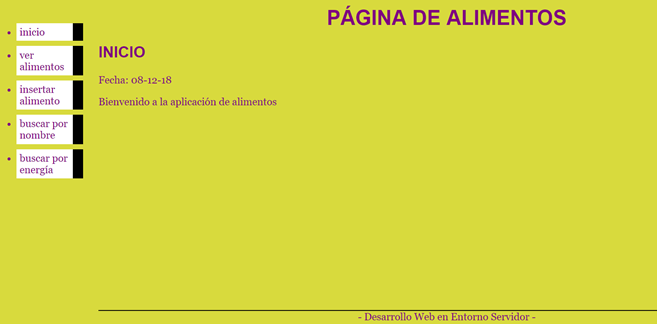 PÁGINA DE ALIMENTOS
inicio
ver
alimentos
insertar
alimento
buscar por
nombre
buscar por
energía
INICIO
Fecha: 08-12-18
Bienvenido a la aplicación de alimentos
- Desarrollo Web en Entorno Servidor -